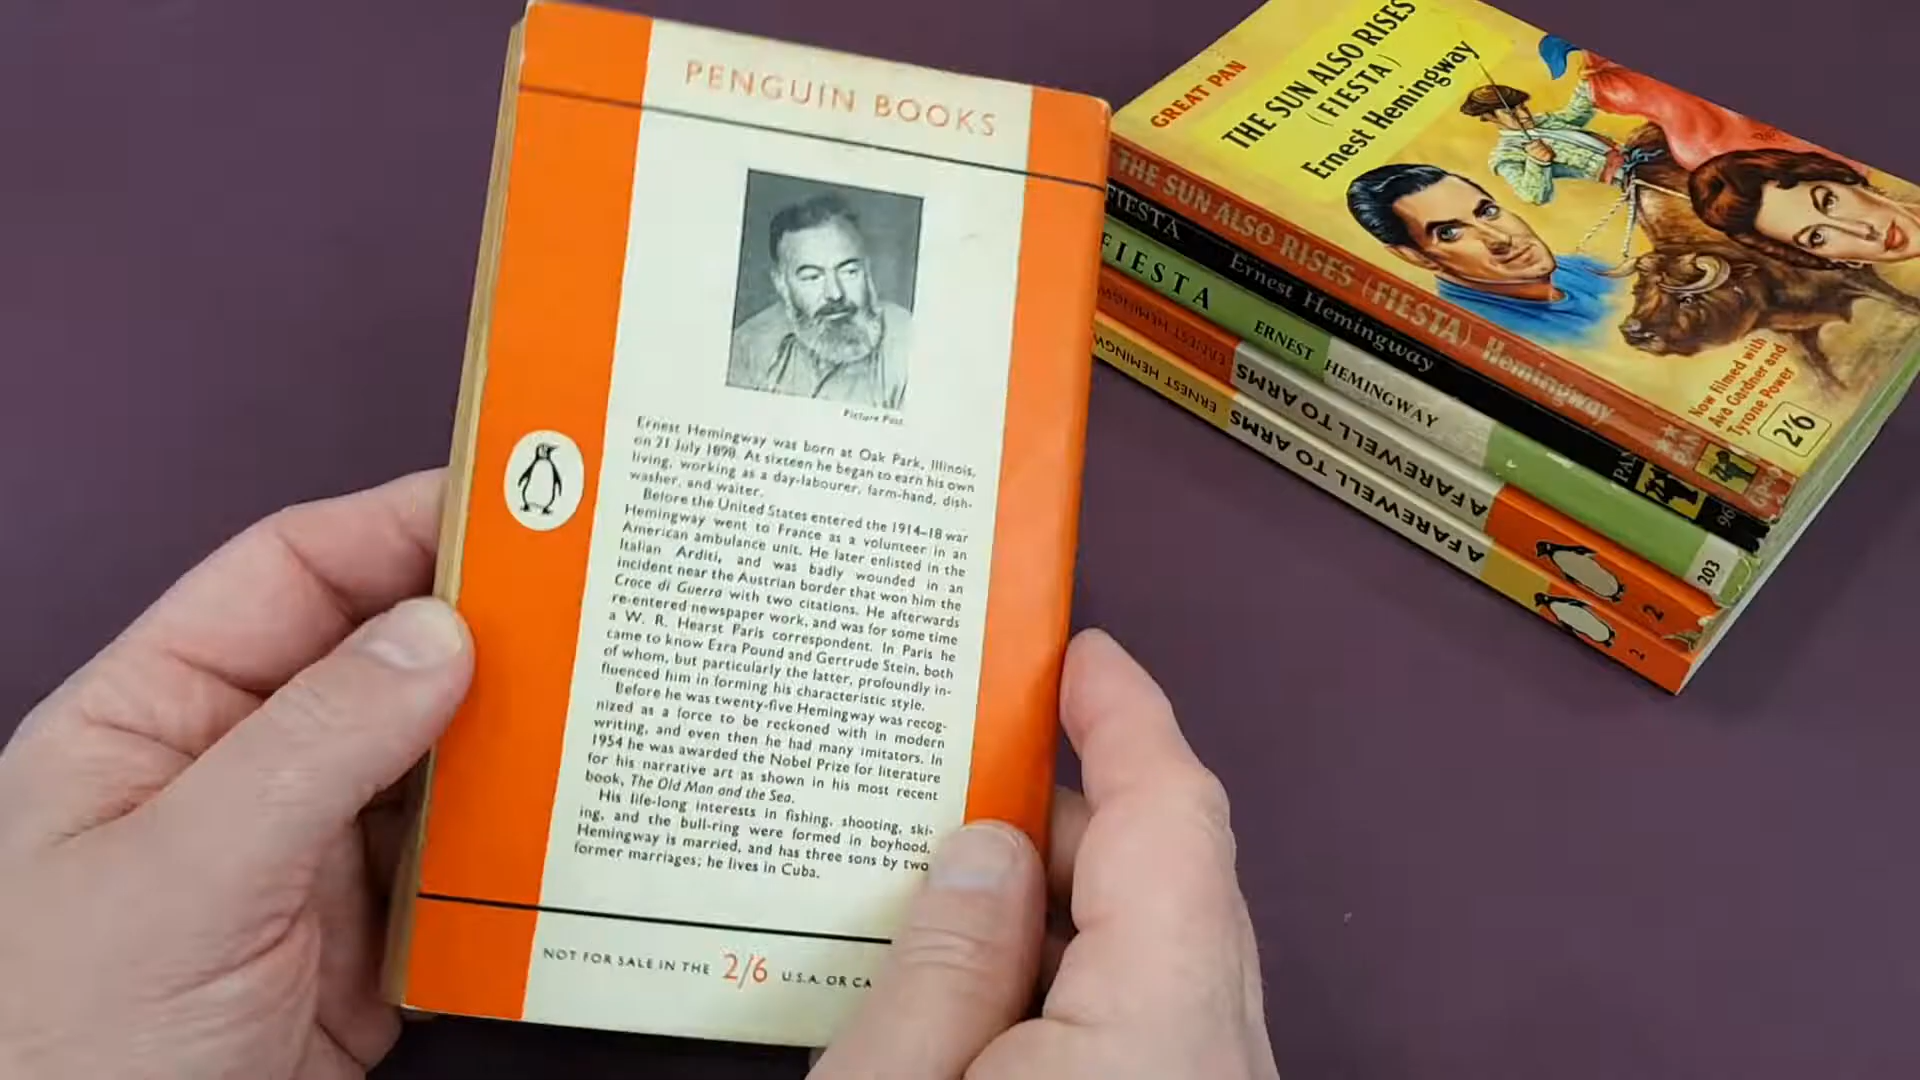 PENGUIN BOOKS
Picture Post
Ernest Hemingway was born at Oak Park, Illinois,
on 21 July 1898. At sixteen he began to earn his own
living, working as a day-labourer, farm-hand, dish-
washer, and waiter.
Before the United States entered the 1914–18 war
Hemingway went to France as a volunteer in an
American ambulance unit. He later enlisted in the
Italian Arditi, and was badly wounded in an
incident near the Austrian border that won him the
Croce di Guerra with two citations. He afterwards
re-entered newspaper work, and was for some time
a W. R. Hearst Paris correspondent. In Paris he
came to know Ezra Pound and Gertrude Stein, both
of whom, but particularly the latter, profoundly in-
fluenced him in forming his characteristic style.
Before he was twenty-five Hemingway was recog-
nized as a force to be reckoned with in modern
writing, and even then he had many imitators. In
1954 he was awarded the Nobel Prize for literature
for his narrative art as shown in his most recent
book, The Old Man and the Sea.
His life-long interests in fishing, shooting, ski-
ing, and the bull-ring were formed in boyhood.
Hemingway is married, and has three sons by two
former marriages; he lives in Cuba.
NOT FOR SALE IN THE 2/6 U.S.A. OR CA
GREAT PAN
THE SUN ALSO RISES
(FIESTA)
Ernest Hemingway
Now filmed with
Ava Gardner and
Tyrone Power
2/6
THE SUN ALSO RISES (FIESTA) Hemingway PAN
FIESTA Ernest Hemingway PAN 96
FIESTA ERNEST HEMINGWAY 203
ERNEST HEMINGWAY A FAREWELL TO ARMS 2
ERNEST HEMINGWAY A FAREWELL TO ARMS 2